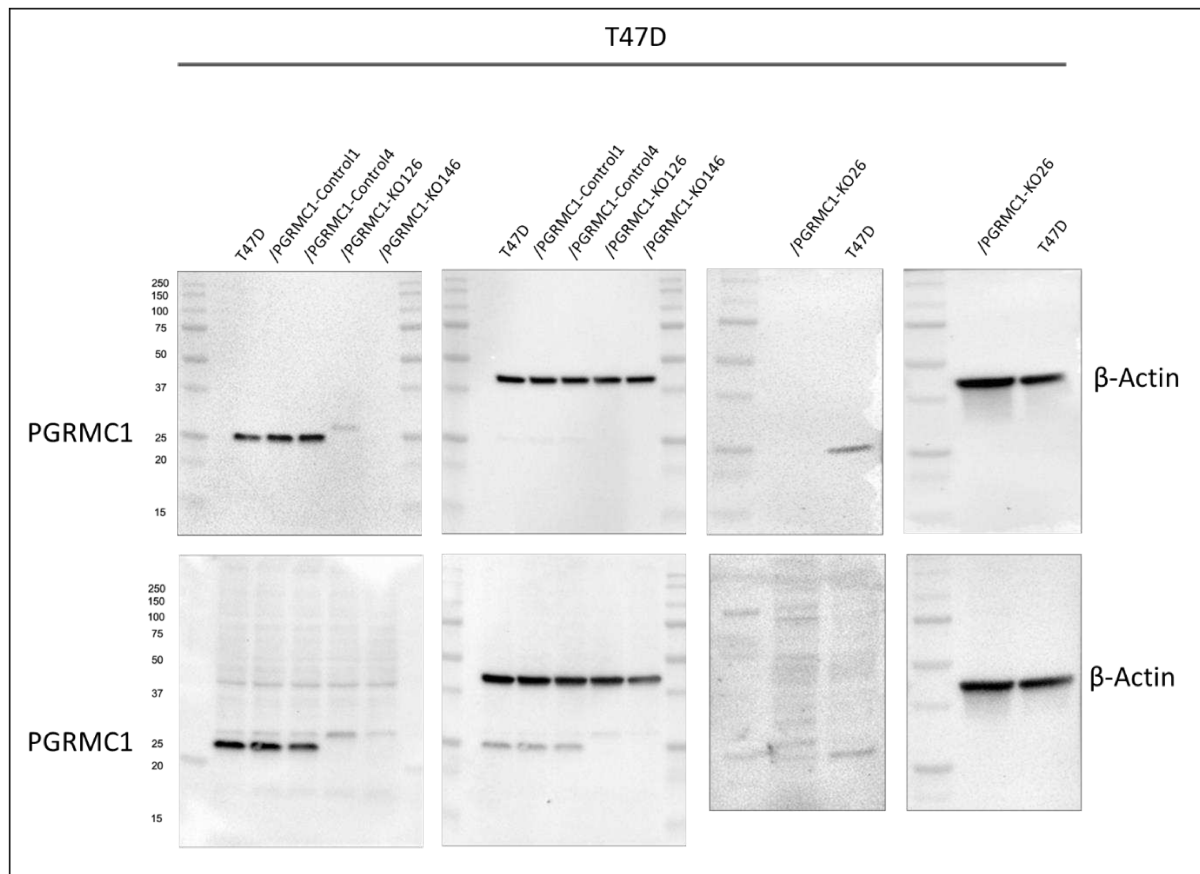 T47D
T47D
/PGRMC1-Control1
/PGRMC1-Control4
/PGRMC1-KO126
/PGRMC1-KO146
T47D
/PGRMC1-Control1
/PGRMC1-Control4
/PGRMC1-KO126
/PGRMC1-KO146
/PGRMC1-KO26
T47D
/PGRMC1-KO26
T47D
250
150
100
75
50
37
25
20
15
PGRMC1
β-Actin
250
150
100
75
50
37
25
20
15
PGRMC1
β-Actin